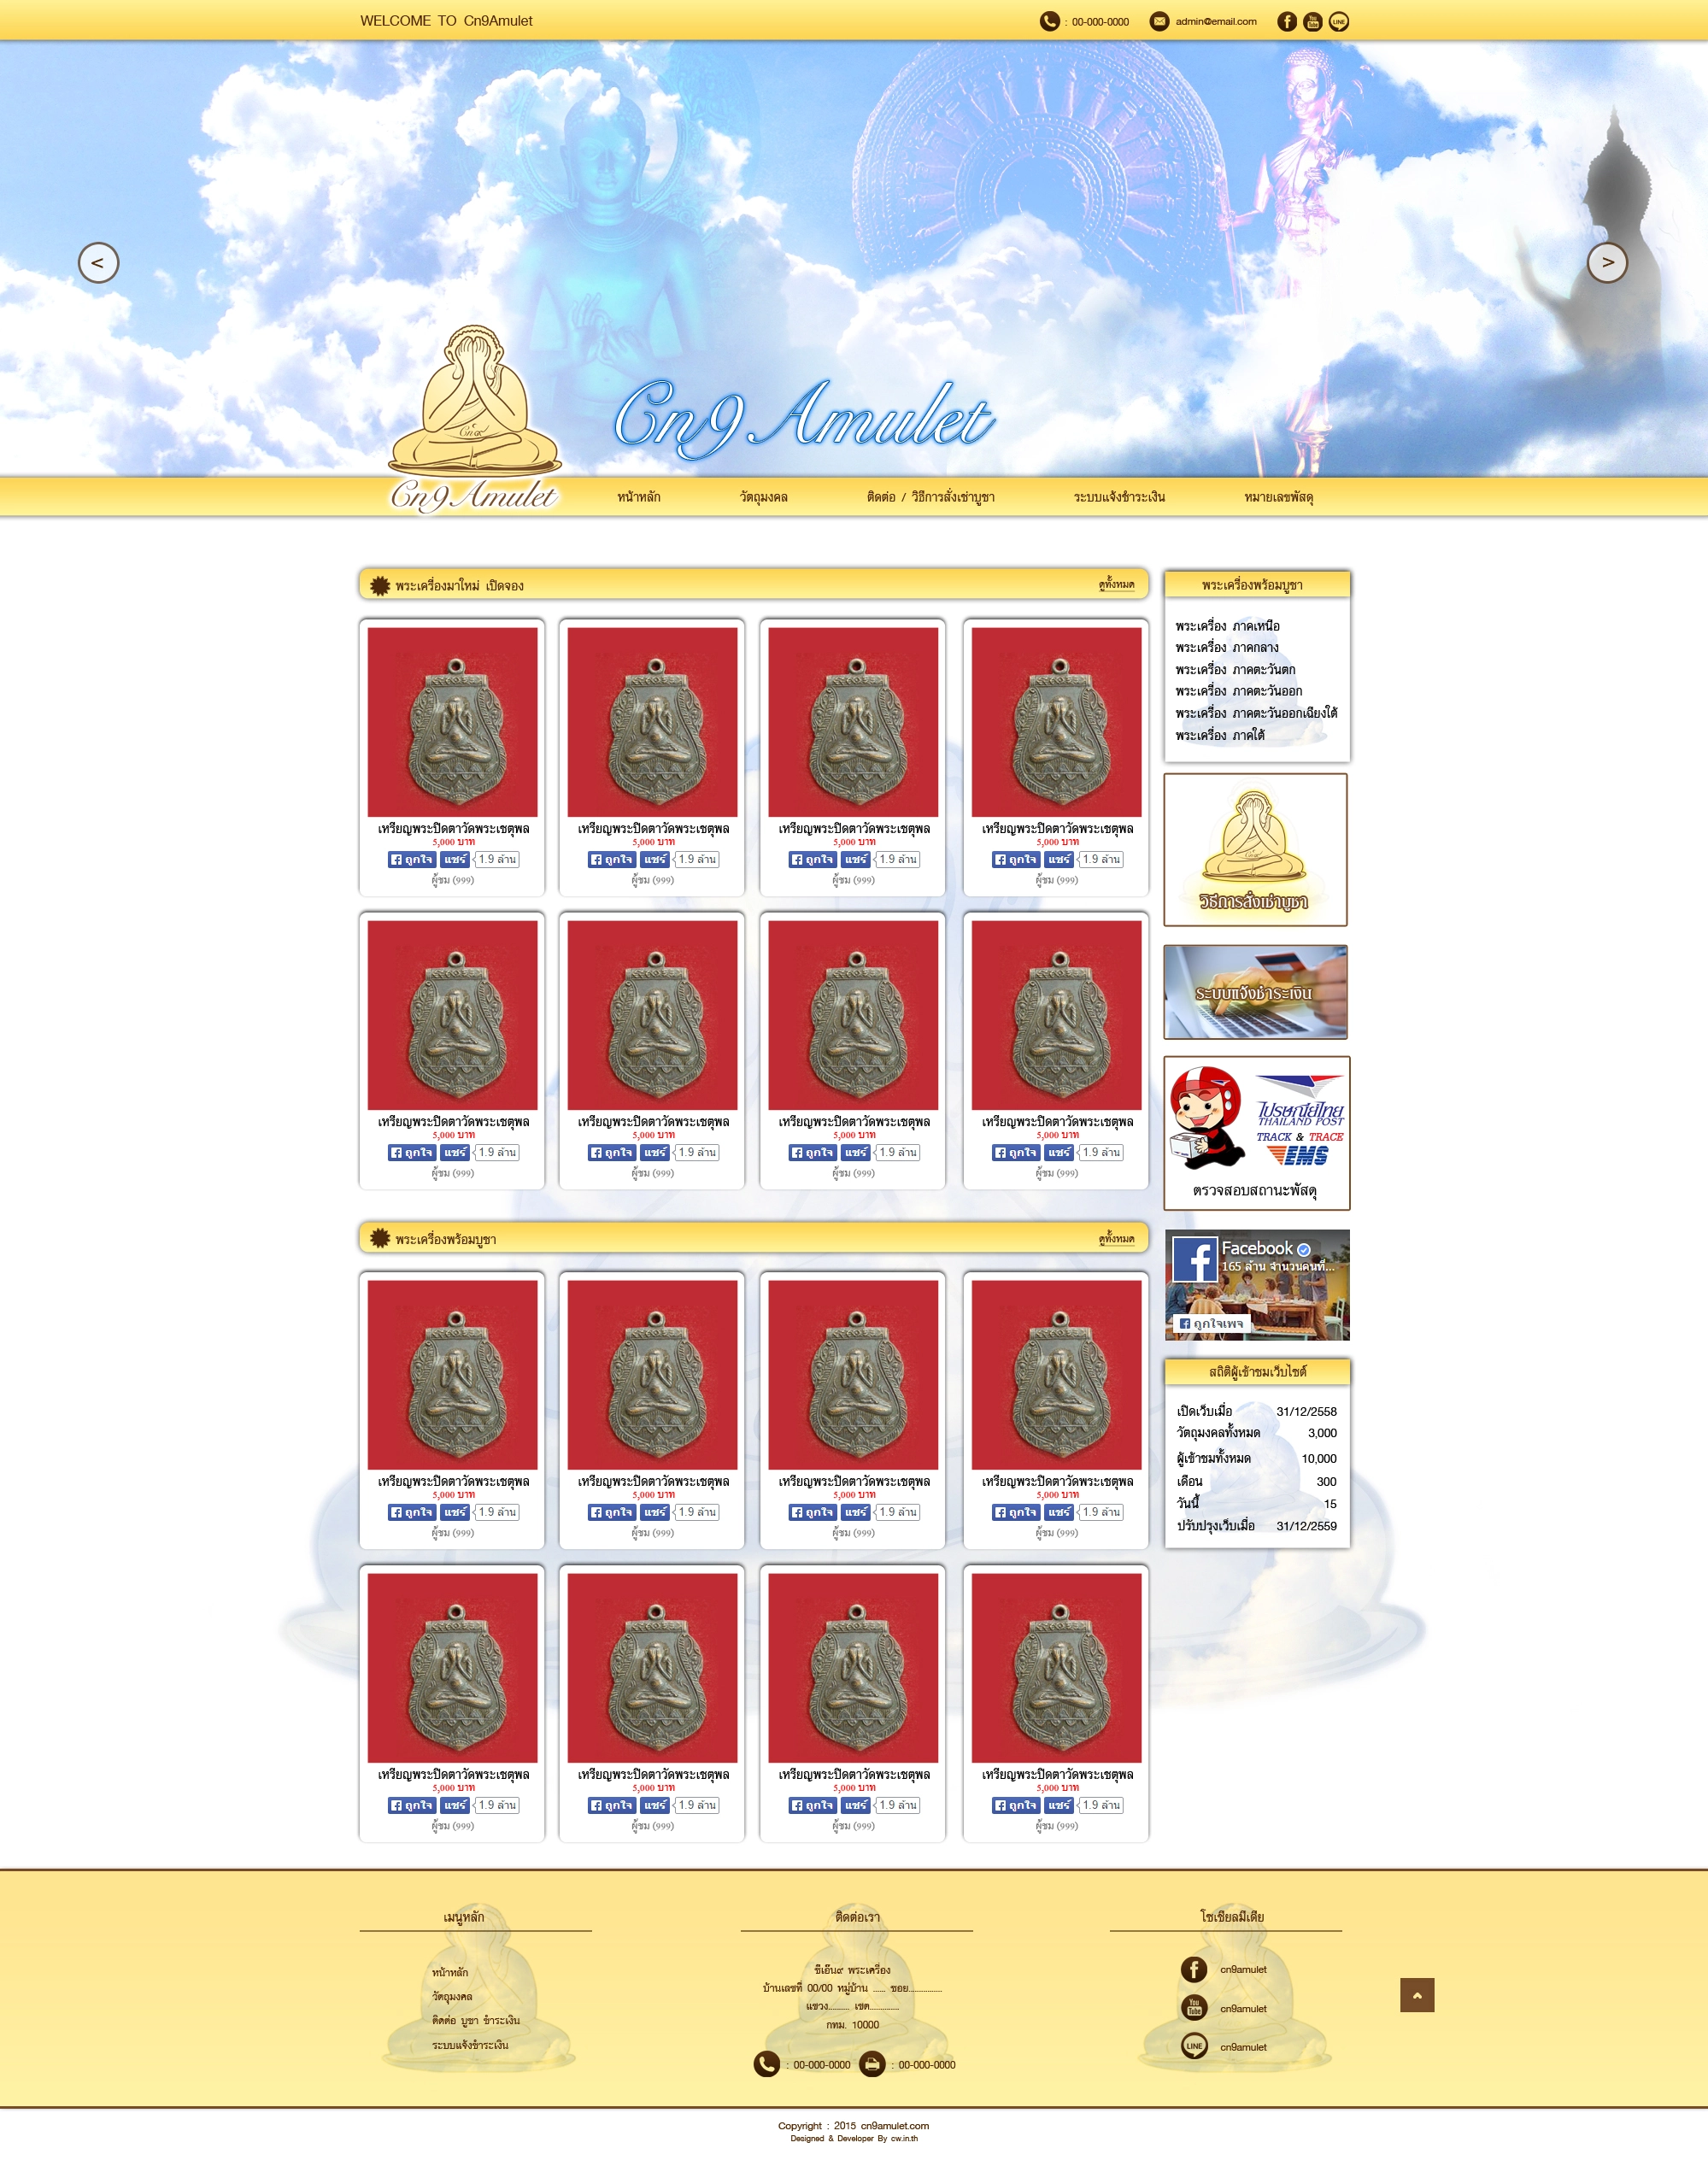 WELCOME TO Cn9Amulet
: 00-000-0000
admin@email.com
You Tube
LINE
<
>
Cn9 Amulet
Cn9 Amulet
หน้าหลัก
วัตถุมงคล
ติดต่อ / วิธีการสั่งเช่าบูชา
ระบบแจ้งชำระเงิน
หมายเลขพัสดุ
พระเครื่องมาใหม่ เปิดจอง
ดูทั้งหมด
เหรียญพระปิดตาวัดพระเชตุพล เหรียญพระปิดตาวัดพระเชตุพล เหรียญพระปิดตาวัดพระเชตุพล เหรียญพระปิดตาวัดพระเชตุพล
5,000 บาท 5,000 บาท 5,000 บาท 5,000 บาท
ถูกใจ แชร์ 1.9 ล้าน ถูกใจ แชร์ 1.9 ล้าน ถูกใจ แชร์ 1.9 ล้าน ถูกใจ แชร์ 1.9 ล้าน
ผู้ชม (999) ผู้ชม (999) ผู้ชม (999) ผู้ชม (999)
เหรียญพระปิดตาวัดพระเชตุพล เหรียญพระปิดตาวัดพระเชตุพล เหรียญพระปิดตาวัดพระเชตุพล เหรียญพระปิดตาวัดพระเชตุพล
5,000 บาท 5,000 บาท 5,000 บาท 5,000 บาท
ถูกใจ แชร์ 1.9 ล้าน ถูกใจ แชร์ 1.9 ล้าน ถูกใจ แชร์ 1.9 ล้าน ถูกใจ แชร์ 1.9 ล้าน
ผู้ชม (999) ผู้ชม (999) ผู้ชม (999) ผู้ชม (999)
พระเครื่องพร้อมบูชา
ดูทั้งหมด
เหรียญพระปิดตาวัดพระเชตุพล เหรียญพระปิดตาวัดพระเชตุพล เหรียญพระปิดตาวัดพระเชตุพล เหรียญพระปิดตาวัดพระเชตุพล
5,000 บาท 5,000 บาท 5,000 บาท 5,000 บาท
ถูกใจ แชร์ 1.9 ล้าน ถูกใจ แชร์ 1.9 ล้าน ถูกใจ แชร์ 1.9 ล้าน ถูกใจ แชร์ 1.9 ล้าน
ผู้ชม (999) ผู้ชม (999) ผู้ชม (999) ผู้ชม (999)
เหรียญพระปิดตาวัดพระเชตุพล เหรียญพระปิดตาวัดพระเชตุพล เหรียญพระปิดตาวัดพระเชตุพล เหรียญพระปิดตาวัดพระเชตุพล
5,000 บาท 5,000 บาท 5,000 บาท 5,000 บาท
ถูกใจ แชร์ 1.9 ล้าน ถูกใจ แชร์ 1.9 ล้าน ถูกใจ แชร์ 1.9 ล้าน ถูกใจ แชร์ 1.9 ล้าน
ผู้ชม (999) ผู้ชม (999) ผู้ชม (999) ผู้ชม (999)
พระเครื่องพร้อมบูชา
พระเครื่อง ภาคเหนือ
พระเครื่อง ภาคกลาง
พระเครื่อง ภาคตะวันตก
พระเครื่อง ภาคตะวันออก
พระเครื่อง ภาคตะวันออกเฉียงใต้
พระเครื่อง ภาคใต้
วิธีการสั่งเช่าบูชา
ระบบแจ้งชำระเงิน
ไปรษณีย์ไทย
THAILAND POST
TRACK & TRACE
EMS
ตรวจสอบสถานะพัสดุ
Facebook
165 ล้าน จำนวนคนที่...
ถูกใจเพจ
สถิติผู้เข้าชมเว็บไซต์
เปิดเว็บเมื่อ 31/12/2558
วัตถุมงคลทั้งหมด 3,000
ผู้เข้าชมทั้งหมด 10,000
เดือน 300
วันนี้ 15
ปรับปรุงเว็บเมื่อ 31/12/2559
เมนูหลัก
หน้าหลัก
วัตถุมงคล
ติดต่อ บูชา ชำระเงิน
ระบบแจ้งชำระเงิน
ติดต่อเรา
ซีเอ็น๙ พระเครื่อง
บ้านเลขที่ 00/00 หมู่บ้าน ...... ซอย................
แขวง.......... เขต..............
กทม. 10000
: 00-000-0000 : 00-000-0000
โซเชียลมีเดีย
cn9amulet
You Tube cn9amulet
LINE cn9amulet
Copyright : 2015 cn9amulet.com
Designed & Developer By cw.in.th